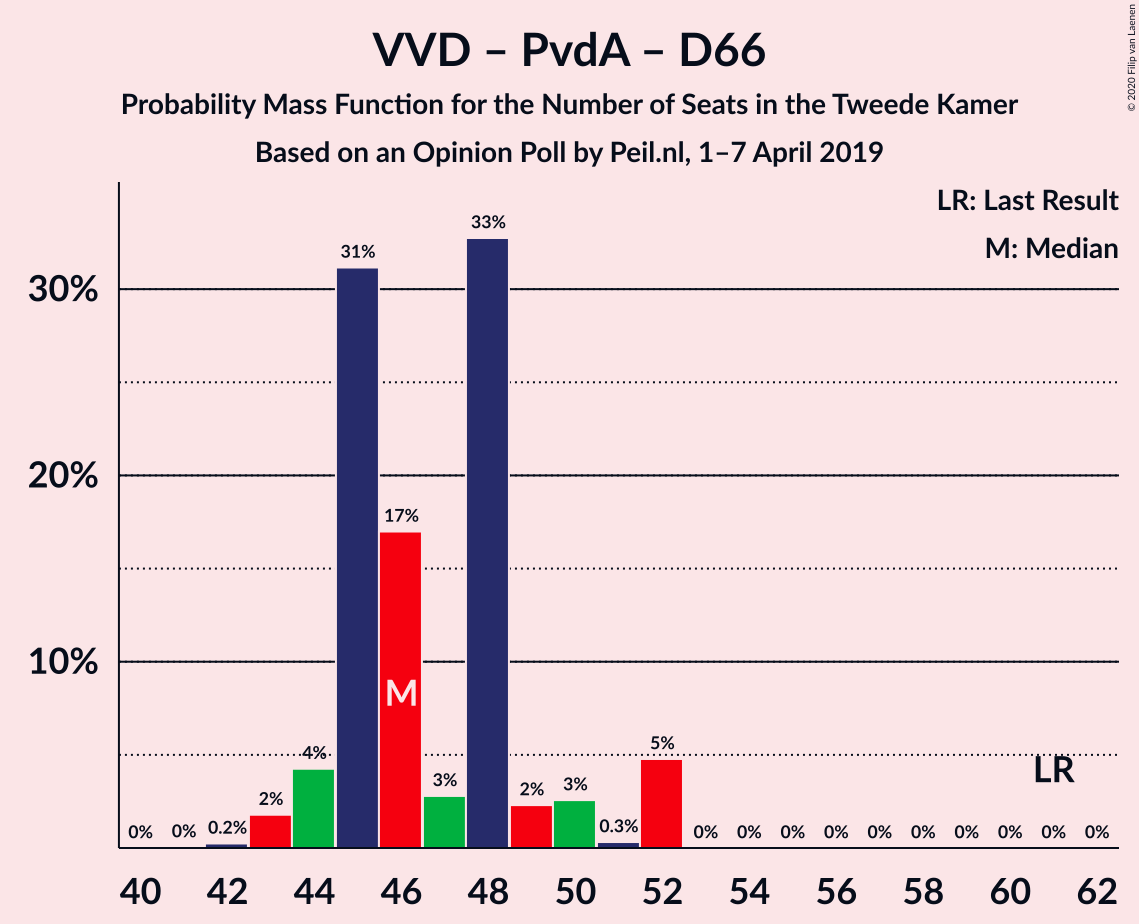 VVD – PvdA – D66
Probability Mass Function for the Number of Seats in the Tweede Kamer
Based on an Opinion Poll by Peil.nl, 1–7 April 2019
© 2020 Filip van Laenen
LR: Last Result
M: Median
30%
20%
10%
0%
0%
0.2%
2%
4%
31%
17%
3%
33%
2%
3%
0.3%
5%
0%
0%
0%
0%
0%
0%
0%
0%
0%
0%
M
LR
40 42 44 46 48 50 52 54 56 58 60 62